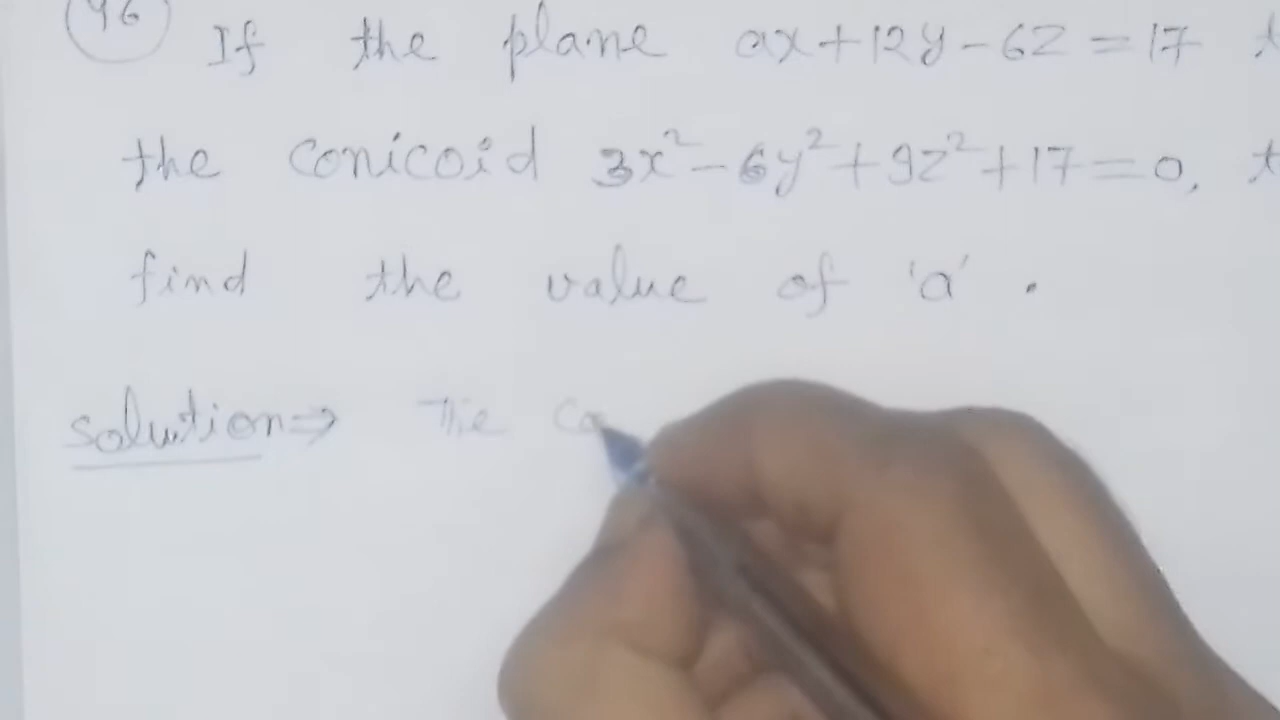 46
If the plane ax+12y-6z=17
the conicoid 3x²-6y²+9z²+17=0,
find the value of 'a'.
Solution⇒ The